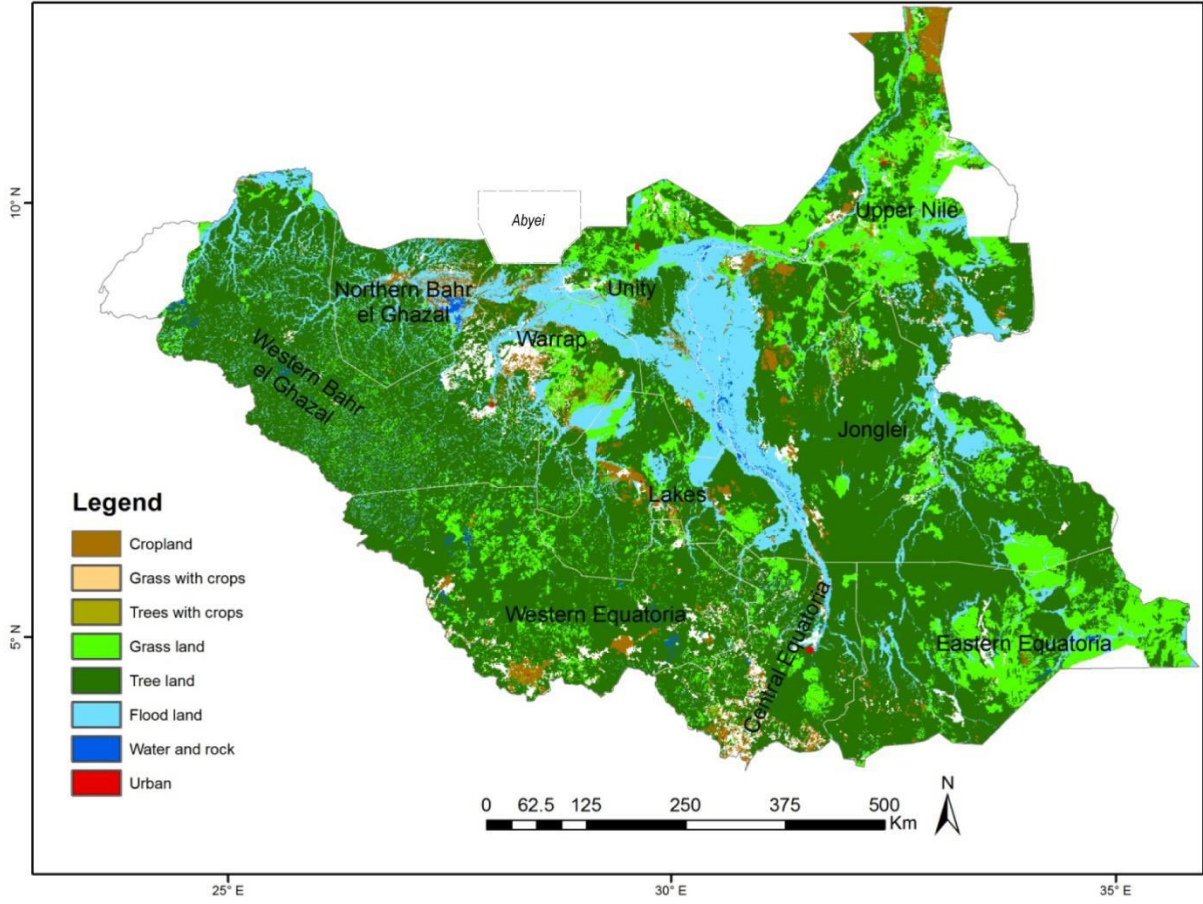 10° N
Abyei
Upper Nile
Northern Bahr
el Ghazal
Unity
Warrap
Western Bahr
el Ghazal
Jonglei
Lakes
Western Equatoria
Central Equatoria
Eastern Equatoria
5° N
Legend
Cropland
Grass with crops
Trees with crops
Grass land
Tree land
Flood land
Water and rock
Urban
0 62.5 125 250 375 500
Km
N
25° E
30° E
35° E